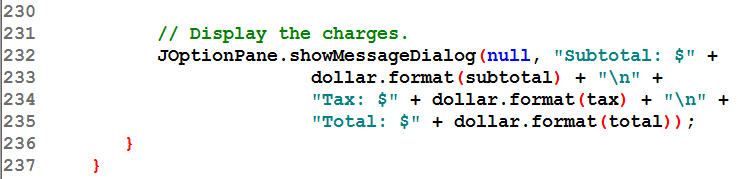 230
231 // Display the charges.
232 JOptionPane.showMessageDialog(null, "Subtotal: $" +
233 dollar.format(subtotal) + "\n" +
234 "Tax: $" + dollar.format(tax) + "\n" +
235 "Total: $" + dollar.format(total));
236 }
237 }